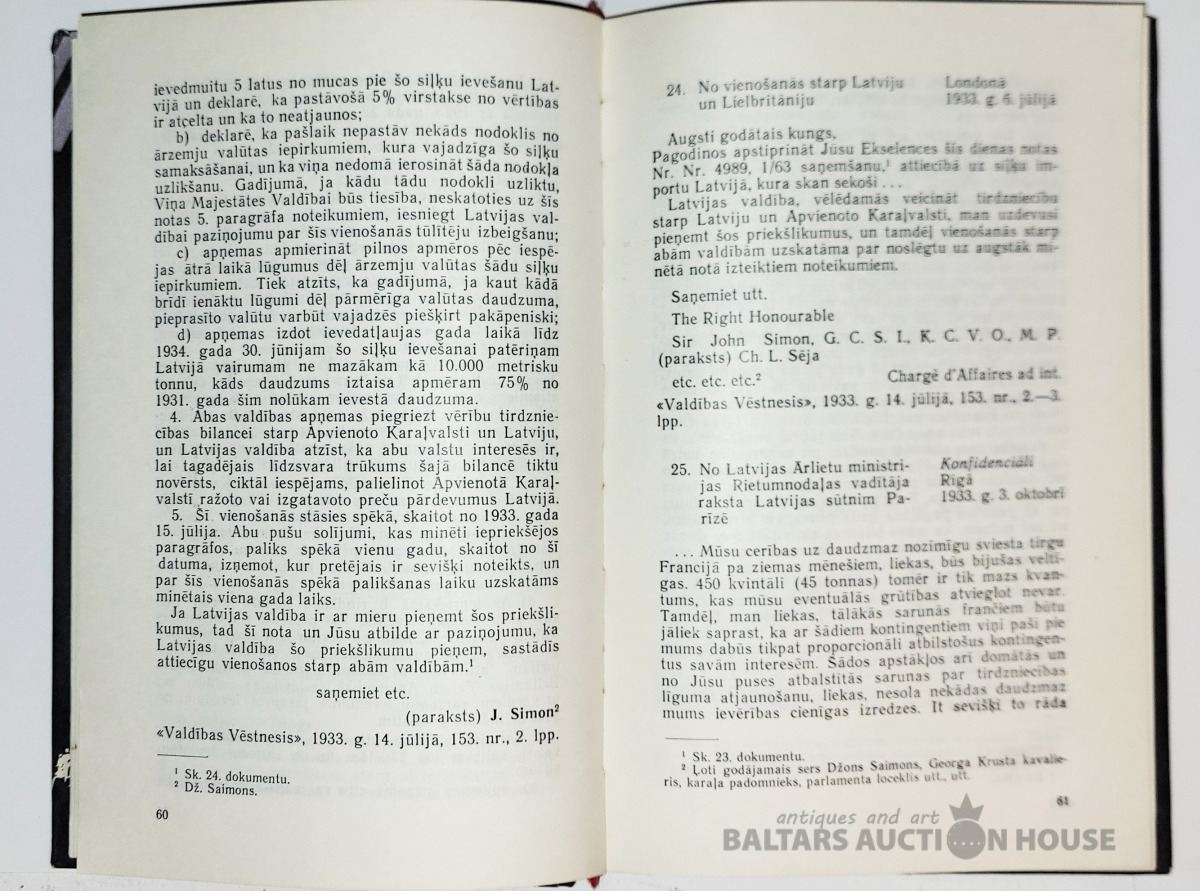 ievedmuitu 5 latus no mucas pie šo siļķu ievešanu Lat-
vijā un deklarē, ka pastāvošā 5% virstakse no vērtības
ir atcelta un ka to neatjaunos;
b) deklarē, ka pašlaik nepastāv nekāds nodoklis no
ārzemju valūtas iepirkumiem, kura vajadzīga šo siļķu
samaksāšanai, un ka viņa nedomā ierosināt šāda nodokļa
uzlikšanu. Gadījumā, ja kādu tādu nodokli uzliktu,
Viņa Majestātes Valdībai būs tiesība, neskatoties uz šīs
notas 5. paragrāfa noteikumiem, iesniegt Latvijas val-
dībai paziņojumu par šīs vienošanās tūlītēju izbeigšanu;
c) apņemas apmierināt pilnos apmēros pēc iespē-
jas ātrā laikā lūgumus dēļ ārzemju valūtas šādu siļķu
iepirkumiem. Tiek atzīts, ka gadījumā, ja kaut kādā
brīdī ienāktu lūgumi dēļ pārmērīga valūtas daudzuma,
pieprasīto valūtu varbūt vajadzēs piešķirt pakāpeniski;
d) apņemas izdot ievedatļaujas gada laikā līdz
1934. gada 30. jūnijam šo siļķu ievešanai patēriņam
Latvijā vairumam ne mazākam kā 10.000 metrisku
tonnu, kāds daudzums iztaisa apmēram 75% no
1931. gada šim nolūkam ievestā daudzuma.
4. Abas valdības apņemas piegriezt vērību tirdznie-
cības bilancei starp Apvienoto Ķaraļvalsti un Latviju,
un Latvijas valdība atzīst, ka abu valstu interesēs ir,
lai tagadējais līdzsvara trūkums šajā bilancē tiktu
novērsts, ciktāl iespējams, palielinot Apvienotā Ķaraļ-
valstī ražoto vai izgatavoto preču pārdevumus Latvijā.
5. Šī vienošanās stāsies spēkā, skaitot no 1933. gada
15. jūlija. Abu pušu solījumi, kas minēti iepriekšējos
paragrāfos, paliks spēkā vienu gadu, skaitot no šī
datuma, izņemot, kur pretējais ir sevišķi noteikts, un
par šīs vienošanās spēkā palikšanas laiku uzskatāms
minētais viena gada laiks.
Ja Latvijas valdība ir ar mieru pieņemt šos priekšli-
kumus, tad šī nota un Jūsu atbilde ar paziņojumu, ka
Latvijas valdība šo priekšlikumu pieņem, sastādīs
attiecīgu vienošanos starp abām valdībām.¹
saņemiet etc.
(paraksts) J. Simon²
«Valdības Vēstnesis», 1933. g. 14. jūlijā, 153. nr., 2. lpp.
¹ Sk. 24. dokumentu.
² Dž. Saimons.
60
24. No vienošanās starp Latviju Londonā
un Lielbritāniju 1933. g. 6. jūlijā
Augsti godātais kungs,
Pagodinos apstiprināt Jūsu Ekselences šīs dienas notas
Nr. Nr. 4989, 1/63 saņemšanu,¹ attiecībā uz siļķu im-
portu Latvijā, kura skan sekoši . . .
Latvijas valdība, vēlēdamās veicināt tirdzniecību
starp Latviju un Apvienoto Ķaraļvalsti, man uzdevusi
pieņemt šos priekšlikumus, un tamdēļ vienošanās starp
abām valdībām uzskatāma par noslēgtu uz augstāk mi-
nētā notā izteiktiem noteikumiem.
Saņemiet utt.
The Right Honourable
Sir John Simon, G. C. S. I., K. C. V. O., M. P.
(paraksts) Ch. L. Sēja
etc. etc. etc.² Chargè d'Affaires ad int.
«Valdības Vēstnesis», 1933. g. 14. jūlijā, 153. nr., 2.—3.
lpp.
25. No Latvijas Ārlietu ministri- Konfidenciāli
jas Rietumnodaļas vadītāja Rīgā
raksta Latvijas sūtnim Pa- 1933. g. 3. oktobrī
rīzē
. . . Mūsu cerības uz daudzmaz nozīmīgu sviesta tirgu
Francijā pa ziemas mēnešiem, liekas, būs bijušas veltī-
gas. 450 kvintāli (45 tonnas) tomēr ir tik mazs kvan-
tums, kas mūsu eventuālās grūtības atvieglot nevar.
Tamdēļ, man liekas, tālākās sarunās frančiem būtu
jāliek saprast, ka ar šādiem kontingentiem viņi paši pie
mums dabūs tikpat proporcionāli atbilstošus kontingen-
tus savām interesēm. Šādos apstākļos arī domātās un
no Jūsu puses atbalstītās sarunas par tirdzniecības
līguma atjaunošanu, liekas, nesola nekādas daudzmaz
mums ievērības cienīgas izredzes. It sevišķi to rāda
¹ Sk. 23. dokumentu.
² Ļoti godājamais sers Džons Saimons, Georga Krusta kavalie-
ris, karaļa padomnieks, parlamenta loceklis utt., utt.
61
antiques and art
BALTARS AUCTION HOUSE